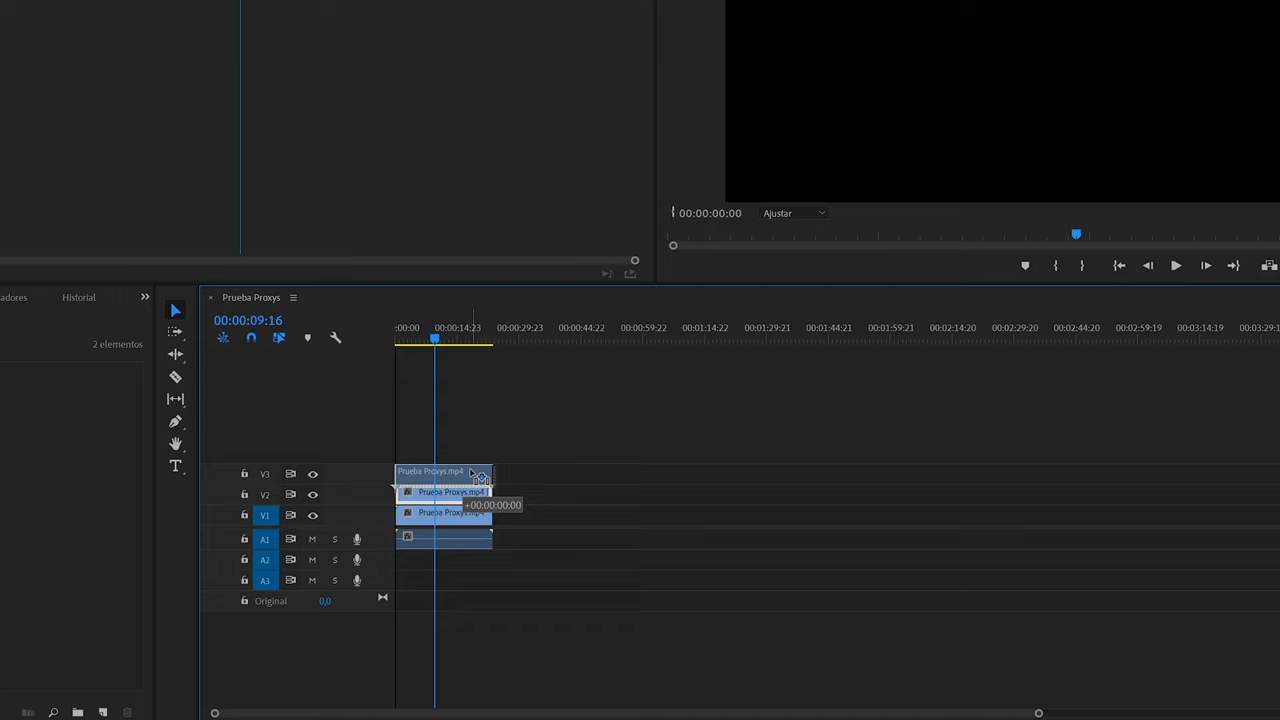 00:00:00:00 Ajustar
adores Historial
2 elementos
× Prueba Proxys
00:00:09:16
:00:00 00:00:14:23 00:00:29:23 00:00:44:22 00:00:59:22 00:01:14:22 00:01:29:21 00:01:44:21 00:01:59:21 00:02:14:20 00:02:29:20 00:02:44:20 00:02:59:19 00:03:14:19 00:03:29:1
V3 Prueba Proxys.mp4
V2 fx Prueba Proxys.mp4
+00:00:00:00
V1 fx Prueba Proxys.mp4
A1 M S fx
A2 M S
A3 M S
Original 0,0